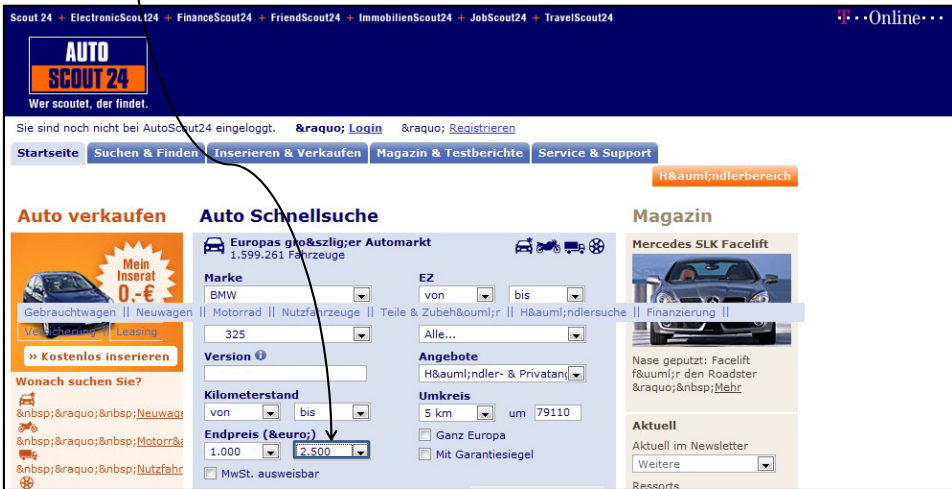 Scout 24 + ElectronicScout24 + FinanceScout24 + FriendScout24 + ImmobilienScout24 + JobScout24 + TravelScout24
T··Online···
AUTO
SCOUT 24
Wer scoutet, der findet.
Sie sind noch nicht bei AutoScout24 eingeloggt. &raquo; Login &raquo; Registrieren
Startseite Suchen & Finden Inserieren & Verkaufen Magazin & Testberichte Service & Support
H&auml;ndlerbereich
Auto verkaufen
Mein
Inserat
0,-€
Gebrauchtwagen || Neuwagen || Motorrad || Nutzfahrzeuge || Teile & Zubeh&ouml;r || H&auml;ndlersuche || Finanzierung ||
Versicherung || Leasing
» Kostenlos inserieren
Wonach suchen Sie?
&nbsp;&raquo;&nbsp;Neuwage
&nbsp;&raquo;&nbsp;Motorr&a
&nbsp;&raquo;&nbsp;Nutzfahr
Auto Schnellsuche
Europas gro&szlig;er Automarkt
1.599.261 Fahrzeuge
Marke
BMW
325
Version
Kilometerstand
von bis
Endpreis (&euro;)
1.000 2.500
MwSt. ausweisbar
EZ
von bis
Alle...
Angebote
H&auml;ndler- & Privatang
Umkreis
5 km um 79110
Ganz Europa
Mit Garantiesiegel
Magazin
Mercedes SLK Facelift
Nase geputzt: Facelift
f&uuml;r den Roadster
&raquo;&nbsp;Mehr
Aktuell
Aktuell im Newsletter
Weitere
Ressorts